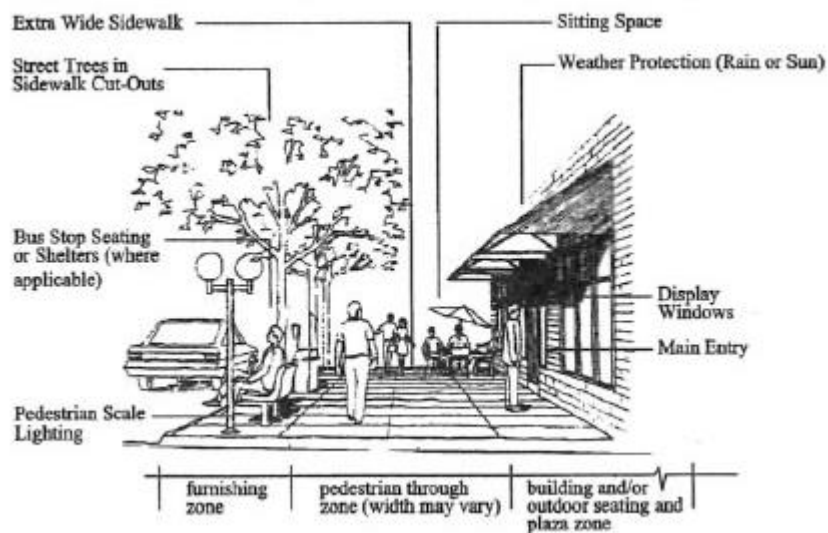 Extra Wide Sidewalk
Sitting Space
Street Trees in
Sidewalk Cut-Outs
Weather Protection (Rain or Sun)
Bus Stop Seating
or Shelters (where
applicable)
Display
Windows
Main Entry
Pedestrian Scale
Lighting
furnishing
zone
pedestrian through
zone (width may vary)
building and/or
outdoor seating and
plaza zone